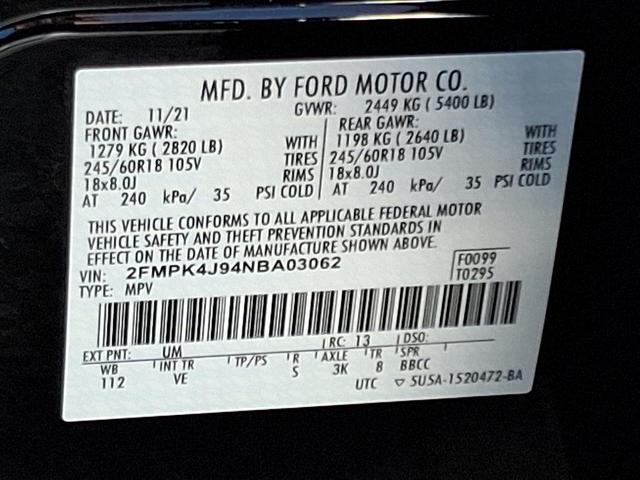 MFD. BY FORD MOTOR CO.
DATE: 11/21 GVWR: 2449 KG ( 5400 LB)
FRONT GAWR: REAR GAWR:
1279 KG ( 2820 LB) WITH 1198 KG ( 2640 LB) WITH
245/60R18 105V TIRES 245/60R18 105V TIRES
18x8.0J RIMS 18x8.0J RIMS
AT 240 kPa/ 35 PSI COLD AT 240 kPa/ 35 PSI COLD
THIS VEHICLE CONFORMS TO ALL APPLICABLE FEDERAL MOTOR
VEHICLE SAFETY AND THEFT PREVENTION STANDARDS IN
EFFECT ON THE DATE OF MANUFACTURE SHOWN ABOVE.
VIN: 2FMPK4J94NBA03062 F0099
TYPE: MPV T0295
EXT PNT: UM RC: 13 DSO:
WB INT TR TP/PS R AXLE TR SPR
112 VE S 3K 8 BBCC
UTC ▽ SU5A-1520472-BA